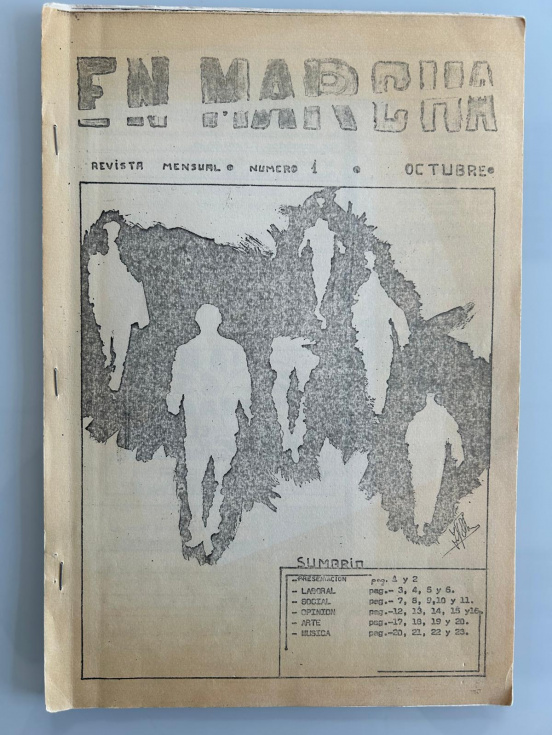 EN MARCHA
REVISTA MENSUAL • NUMERO 1 • OCTUBRE•
SUMARIO
-PRESENTACION pag. 1 y 2
- LABORAL pag.- 3, 4, 5 y 6.
- SOCIAL pag.- 7, 8, 9,10 y 11.
- OPINION pag.-12, 13, 14, 15 y16.
- ARTE pag.-17, 18, 19 y 20.
- MUSICA pag.-20, 21, 22 y 23.